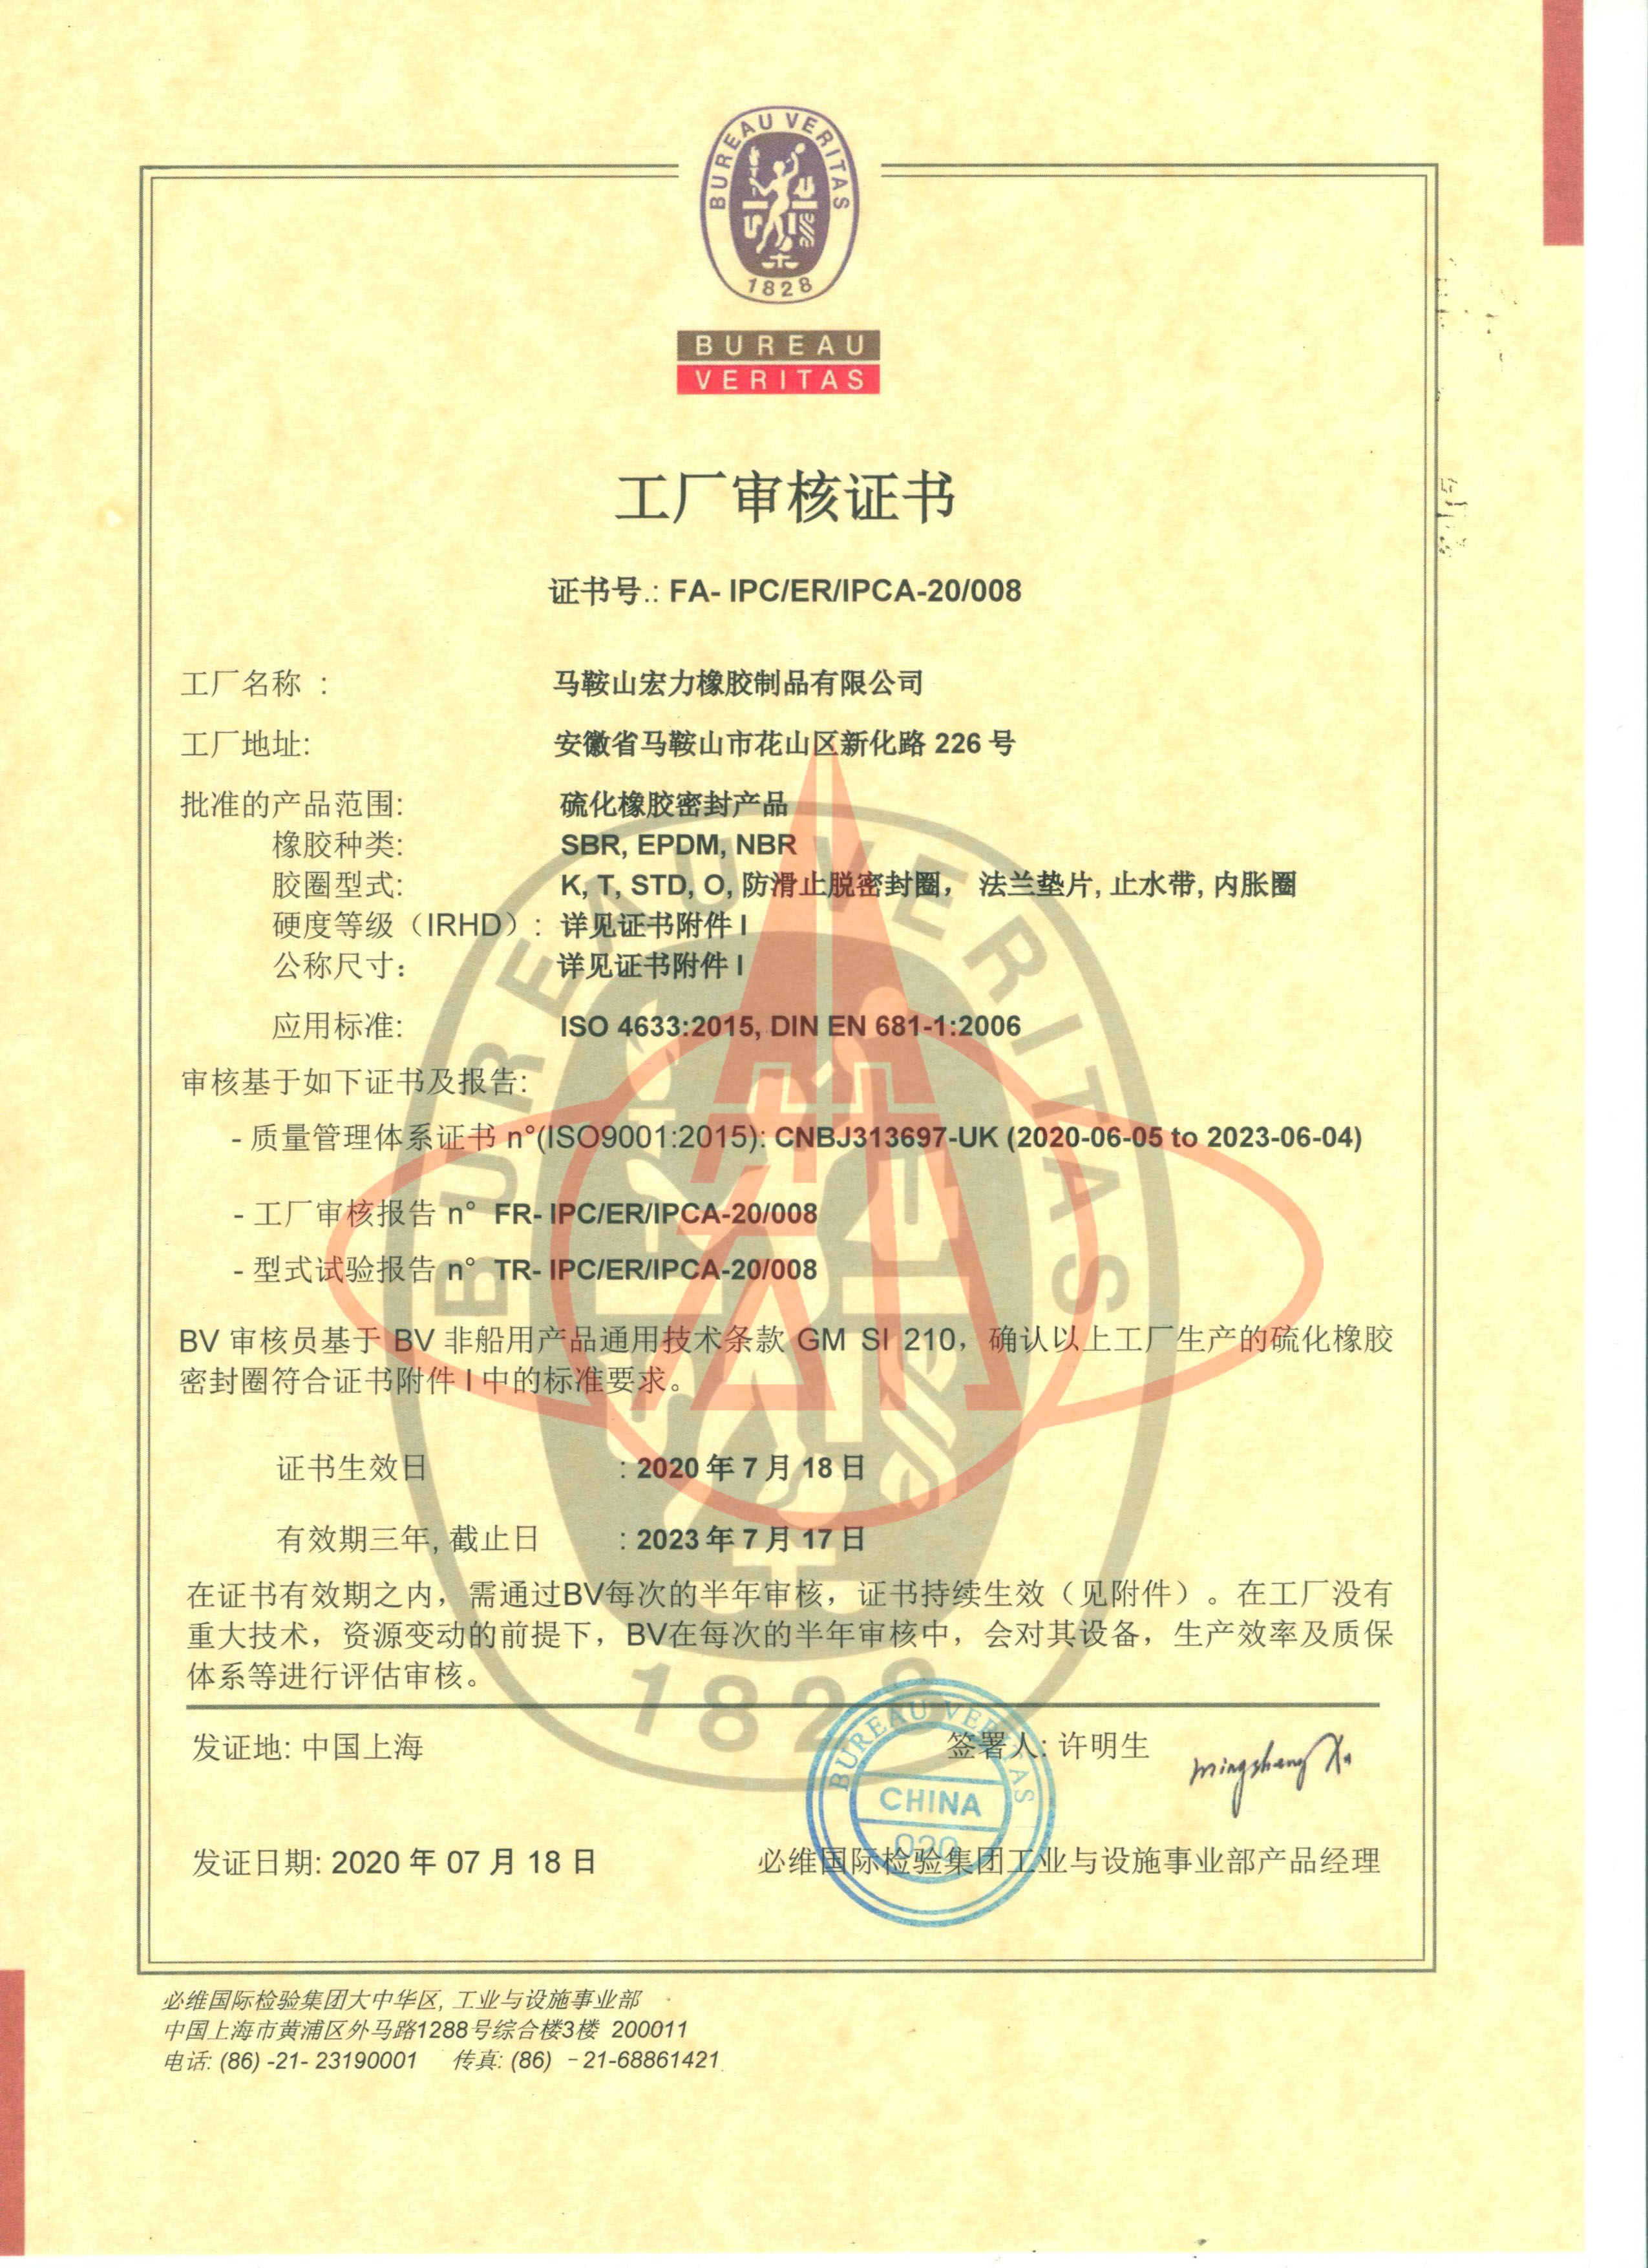 BUREAU VERITAS
1828
BUREAU
VERITAS
工厂审核证书
证书号.: FA- IPC/ER/IPCA-20/008
工厂名称 : 马鞍山宏力橡胶制品有限公司
工厂地址: 安徽省马鞍山市花山区新化路 226 号
批准的产品范围: 硫化橡胶密封产品
橡胶种类: SBR, EPDM, NBR
胶圈型式: K, T, STD, O, 防滑止脱密封圈， 法兰垫片, 止水带, 内胀圈
硬度等级（IRHD）: 详见证书附件 I
公称尺寸： 详见证书附件 I
应用标准: ISO 4633:2015, DIN EN 681-1:2006
审核基于如下证书及报告:
- 质量管理体系证书 n°(ISO9001:2015): CNBJ313697-UK (2020-06-05 to 2023-06-04)
- 工厂审核报告 n° FR- IPC/ER/IPCA-20/008
- 型式试验报告 n° TR- IPC/ER/IPCA-20/008
BV 审核员基于 BV 非船用产品通用技术条款 GM SI 210，确认以上工厂生产的硫化橡胶
密封圈符合证书附件 I 中的标准要求。
证书生效日 : 2020 年 7 月 18 日
有效期三年, 截止日 : 2023 年 7 月 17 日
在证书有效期之内，需通过BV每次的半年审核，证书持续生效（见附件）。在工厂没有
重大技术，资源变动的前提下，BV在每次的半年审核中，会对其设备，生产效率及质保
体系等进行评估审核。
BUREAU VERITAS
1828
发证地: 中国上海 签署人: 许明生
mingsheng Xu
BUREAU VERITAS
CHINA
020
发证日期: 2020 年 07 月 18 日 必维国际检验集团工业与设施事业部产品经理
必维国际检验集团大中华区, 工业与设施事业部
中国上海市黄浦区外马路1288号综合楼3楼 200011
电话: (86) -21- 23190001 传真: (86) －21-68861421